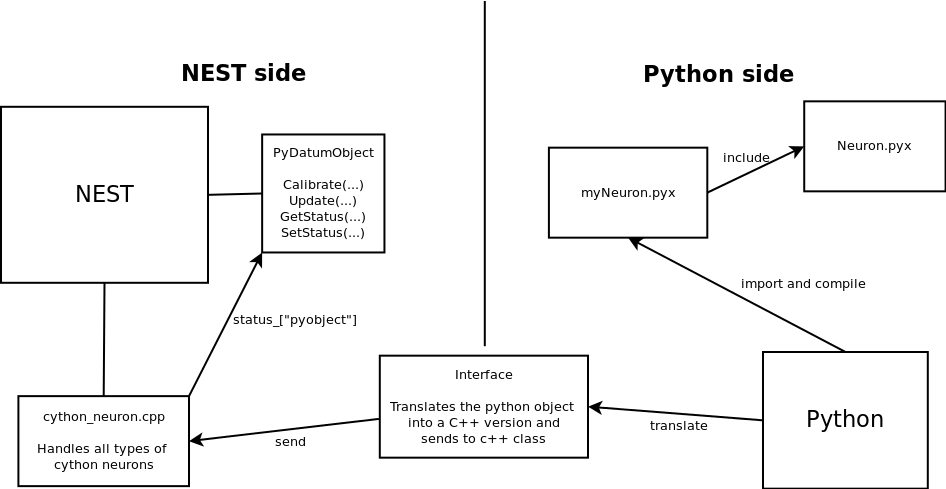 NEST side
Python side
NEST
PyDatumObject
Calibrate(...)
Update(...)
GetStatus(...)
SetStatus(...)
include
Neuron.pyx
myNeuron.pyx
import and compile
status_["pyobject"]
cython_neuron.cpp
Handles all types of
cython neurons
send
Interface
Translates the python object
into a C++ version and
sends to c++ class
translate
Python